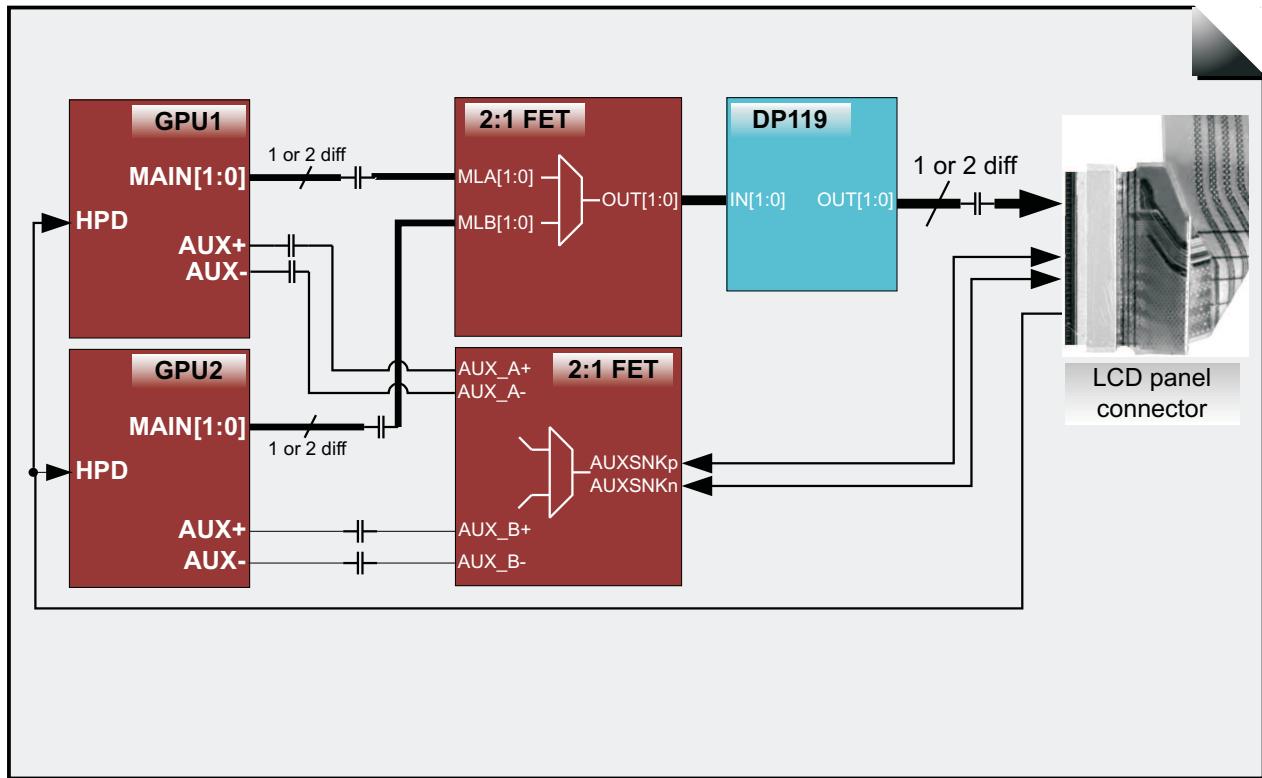 GPU1
MAIN[1:0]
HPD
AUX+
AUX-
1 or 2 diff
2:1 FET
MLA[1:0]
MLB[1:0]
OUT[1:0]
DP119
IN[1:0]
OUT[1:0]
1 or 2 diff
LCD panel
connector
GPU2
MAIN[1:0]
HPD
AUX+
AUX-
1 or 2 diff
2:1 FET
AUX_A+
AUX_A-
AUXSNKp
AUXSNKn
AUX_B+
AUX_B-